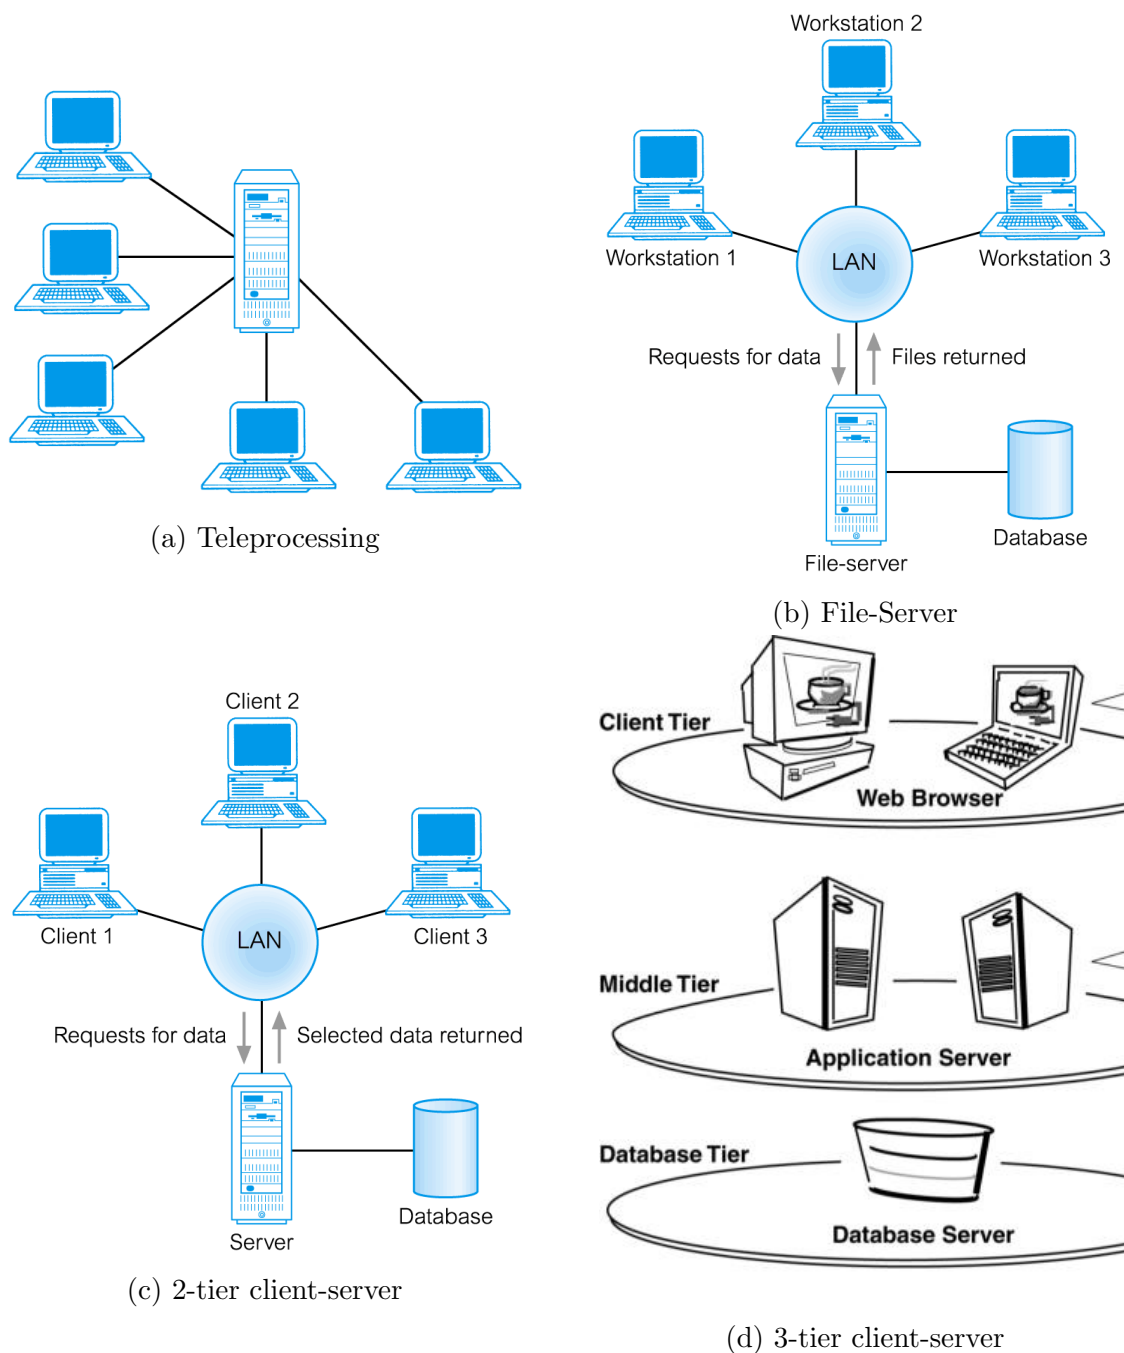 (a) Teleprocessing
Workstation 2
Workstation 1
LAN
Workstation 3
Requests for data
Files returned
File-server
Database
(b) File-Server
Client 2
Client 1
LAN
Client 3
Requests for data
Selected data returned
Server
Database
(c) 2-tier client-server
Client Tier
Web Browser
Middle Tier
Application Server
Database Tier
Database Server
(d) 3-tier client-server